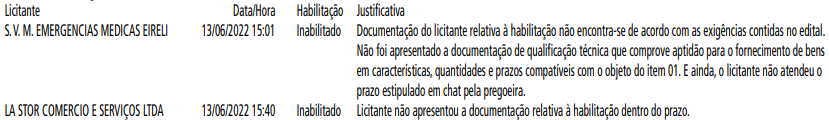 Licitante Data/Hora Habilitação Justificativa
S. V. M. EMERGENCIAS MEDICAS EIRELI 13/06/2022 15:01 Inabilitado Documentação do licitante relativa à habilitação não encontra-se de acordo com as exigências contidas no edital.
Não foi apresentado a documentação de qualificação técnica que comprove aptidão para o fornecimento de bens
em características, quantidades e prazos compatíveis com o objeto do item 01. E ainda, o licitante não atendeu o
prazo estipulado em chat pela pregoeira.
LA STOR COMERCIO E SERVIÇOS LTDA 13/06/2022 15:40 Inabilitado Licitante não apresentou a documentação relativa à habilitação dentro do prazo.